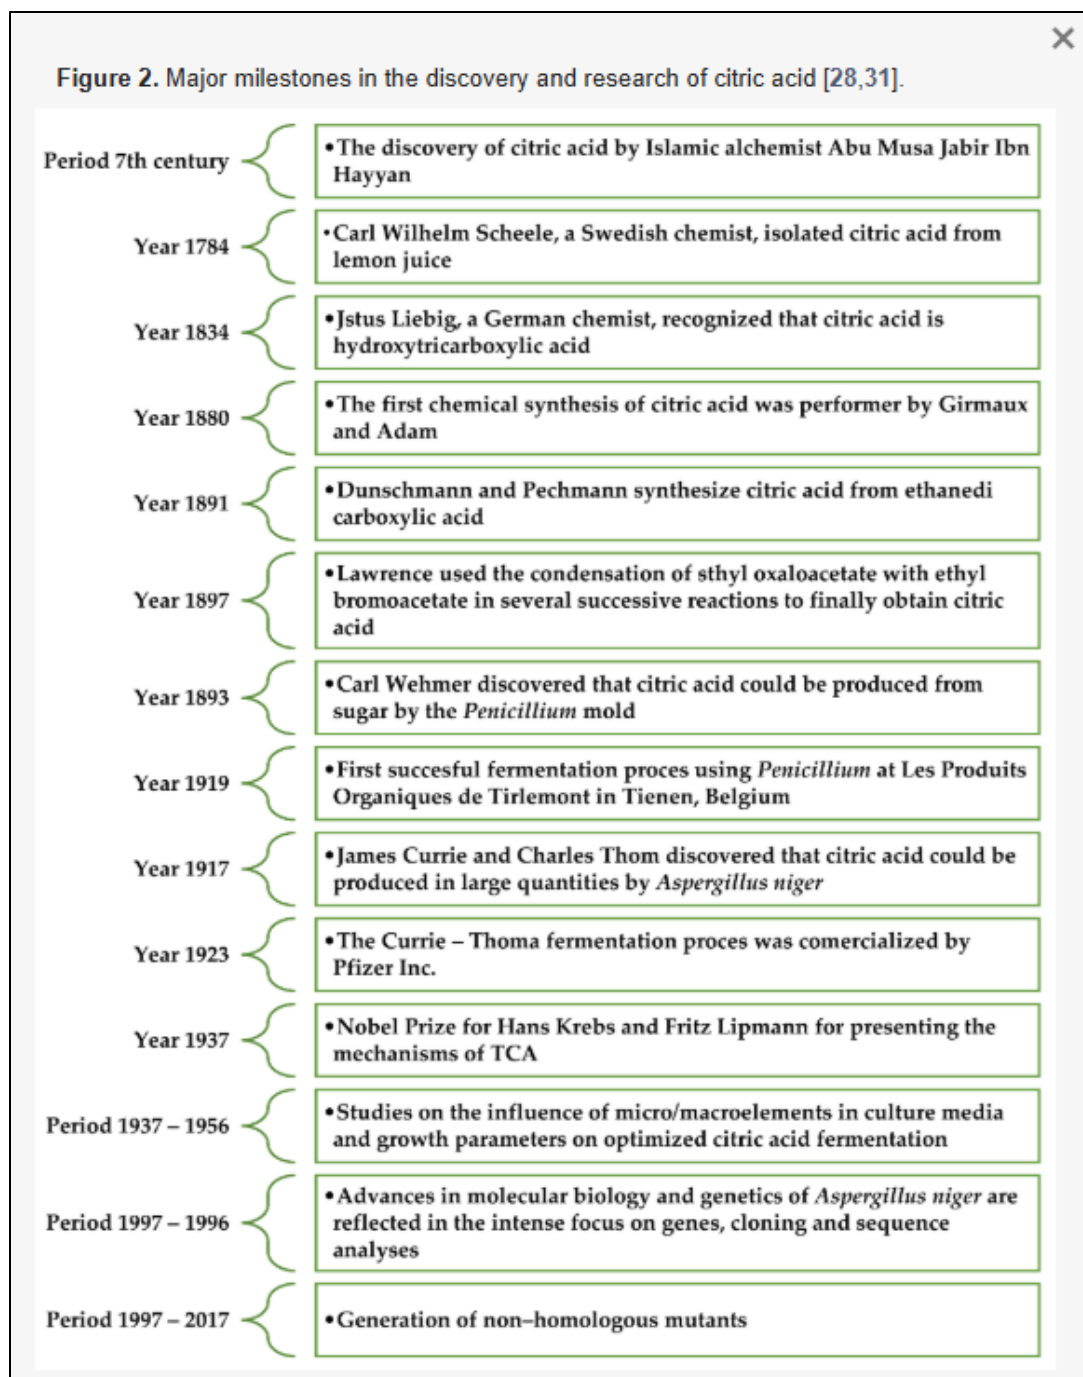 Figure 2. Major milestones in the discovery and research of citric acid [28,31].
Period 7th century
•The discovery of citric acid by Islamic alchemist Abu Musa Jabir Ibn
Hayyan
Year 1784
•Carl Wilhelm Scheele, a Swedish chemist, isolated citric acid from
lemon juice
Year 1834
•Jstus Liebig, a German chemist, recognized that citric acid is
hydroxytricarboxylic acid
Year 1880
•The first chemical synthesis of citric acid was performer by Girmaux
and Adam
Year 1891
•Dunschmann and Pechmann synthesize citric acid from ethanedi
carboxylic acid
Year 1897
•Lawrence used the condensation of sthyl oxaloacetate with ethyl
bromoacetate in several successive reactions to finally obtain citric
acid
Year 1893
•Carl Wehmer discovered that citric acid could be produced from
sugar by the Penicillium mold
Year 1919
•First succesful fermentation proces using Penicillium at Les Produits
Organiques de Tirlemont in Tienen, Belgium
Year 1917
•James Currie and Charles Thom discovered that citric acid could be
produced in large quantities by Aspergillus niger
Year 1923
•The Currie – Thoma fermentation proces was comercialized by
Pfizer Inc.
Year 1937
•Nobel Prize for Hans Krebs and Fritz Lipmann for presenting the
mechanisms of TCA
Period 1937 – 1956
•Studies on the influence of micro/macroelements in culture media
and growth parameters on optimized citric acid fermentation
Period 1997 – 1996
•Advances in molecular biology and genetics of Aspergillus niger are
reflected in the intense focus on genes, cloning and sequence
analyses
Period 1997 – 2017
•Generation of non–homologous mutants